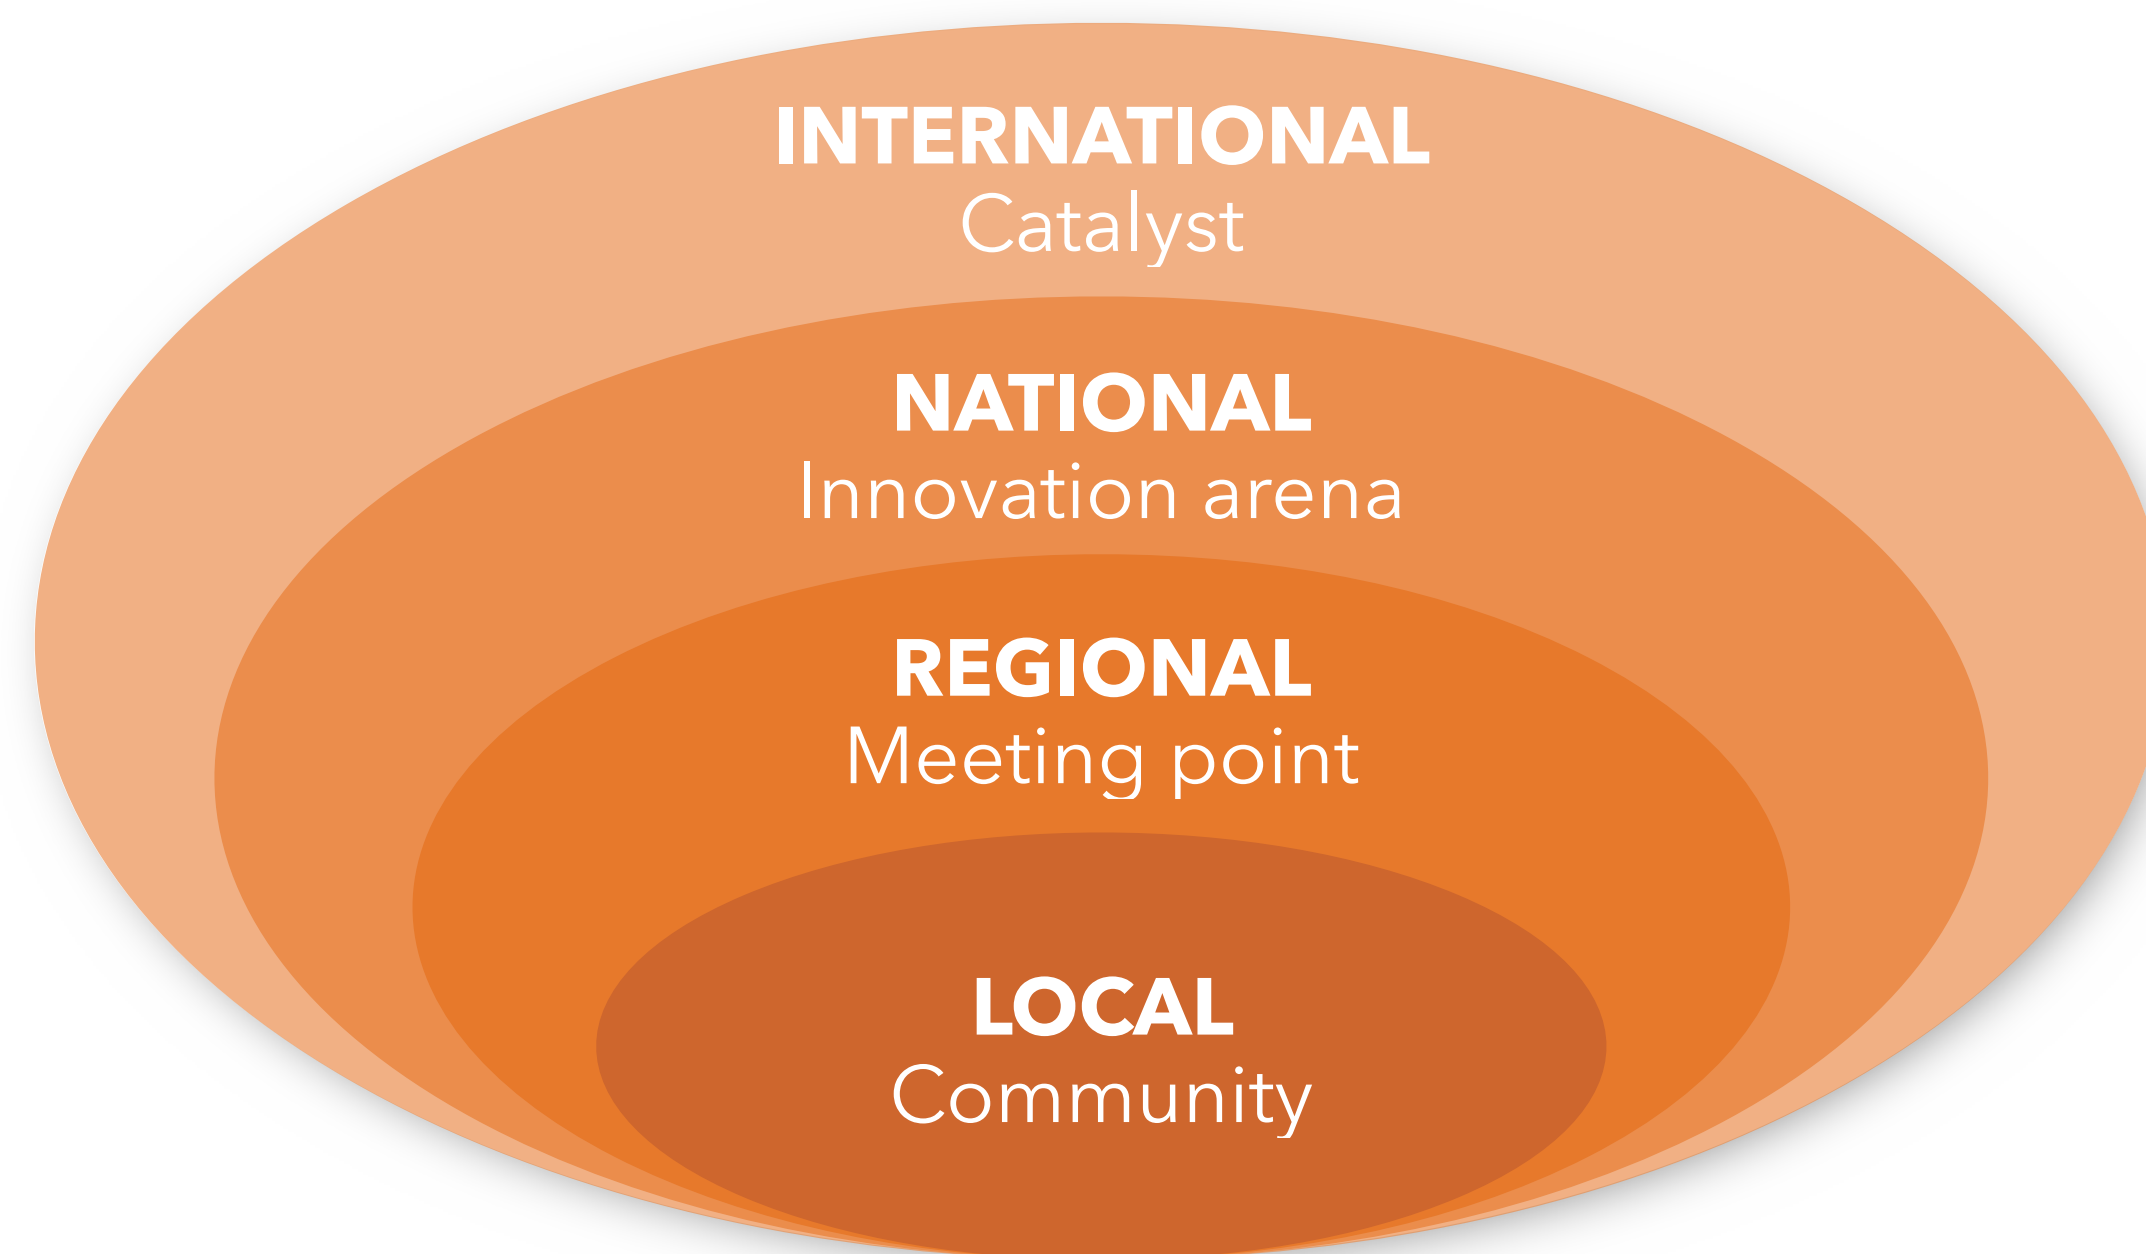 INTERNATIONAL
Catalyst
NATIONAL
Innovation arena
REGIONAL
Meeting point
LOCAL
Community